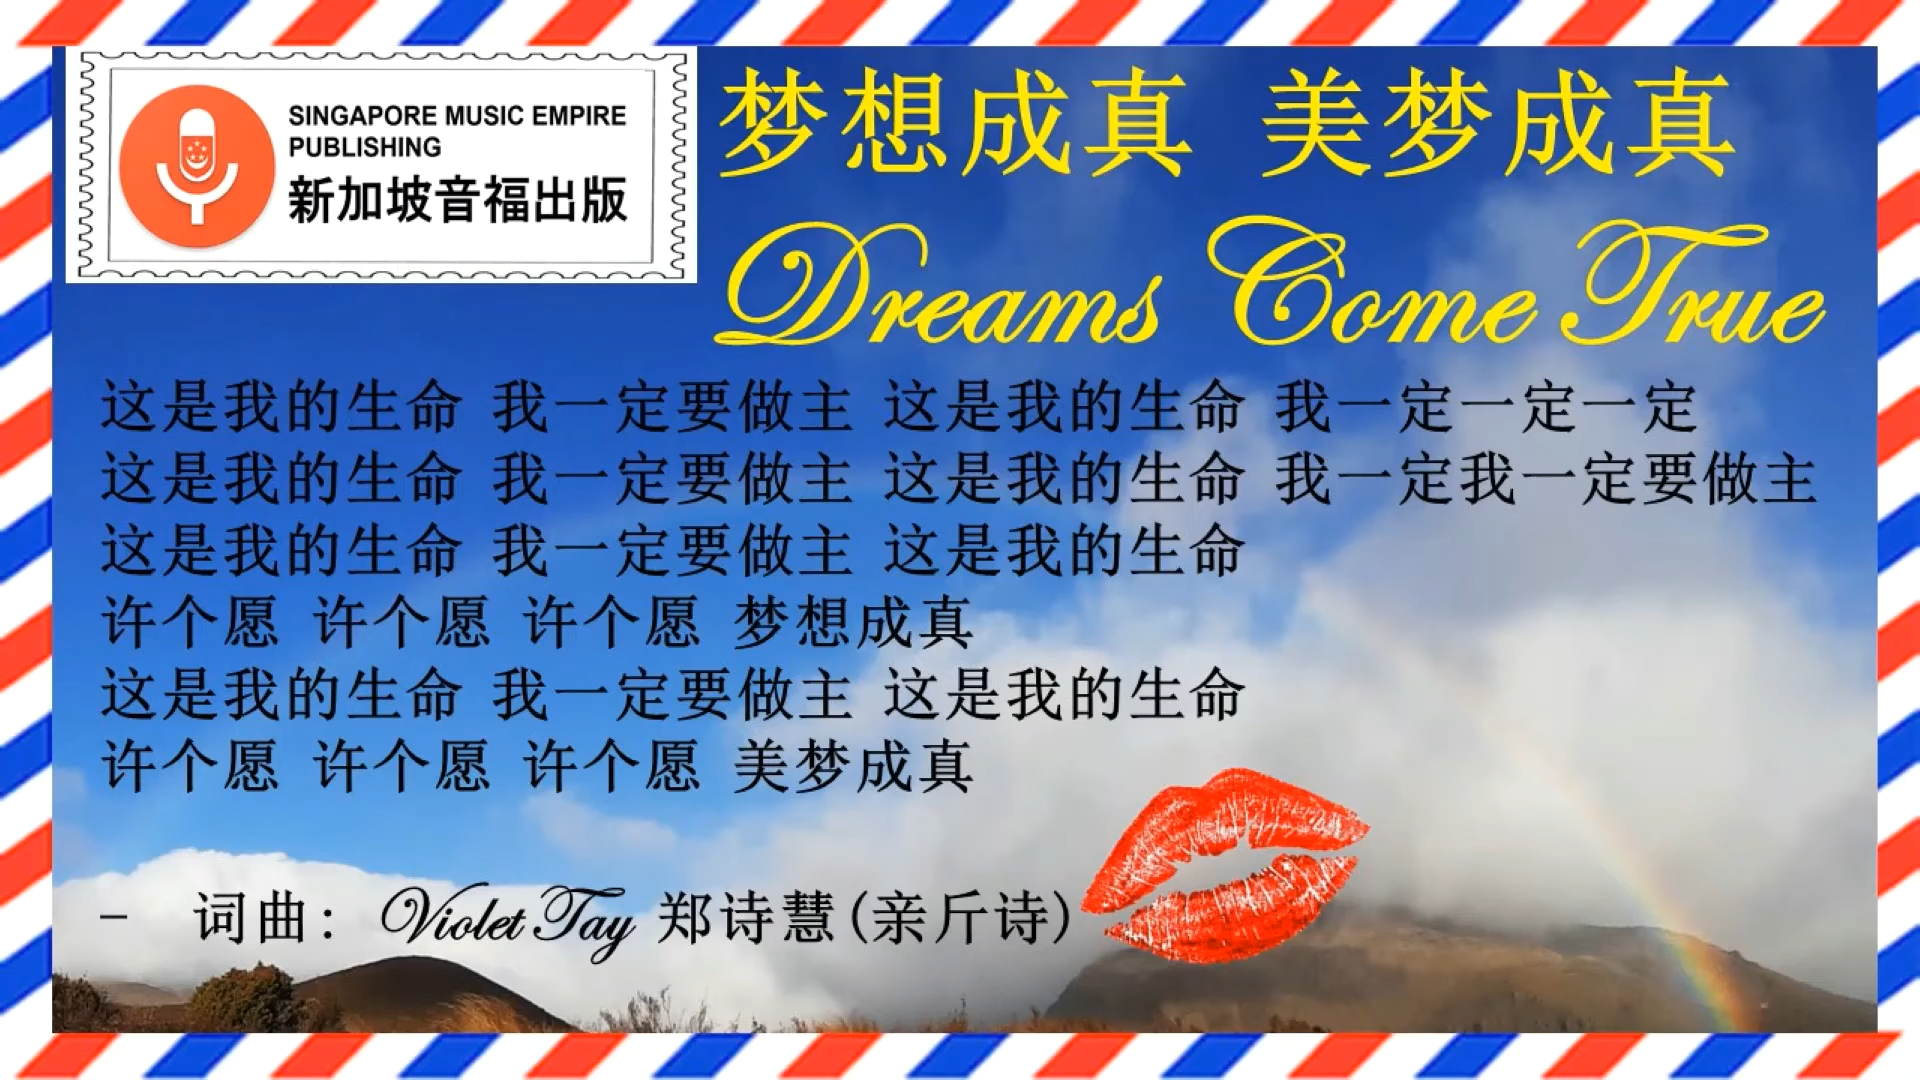 SINGAPORE MUSIC EMPIRE
PUBLISHING
新加坡音福出版
梦想成真 美梦成真
Dreams Come True
这是我的生命 我一定要做主 这是我的生命 我一定一定一定
这是我的生命 我一定要做主 这是我的生命 我一定我一定要做主
这是我的生命 我一定要做主 这是我的生命
许个愿 许个愿 许个愿 梦想成真
这是我的生命 我一定要做主 这是我的生命
许个愿 许个愿 许个愿 美梦成真
- 词曲: Violet Tay 郑诗慧(亲斤诗)